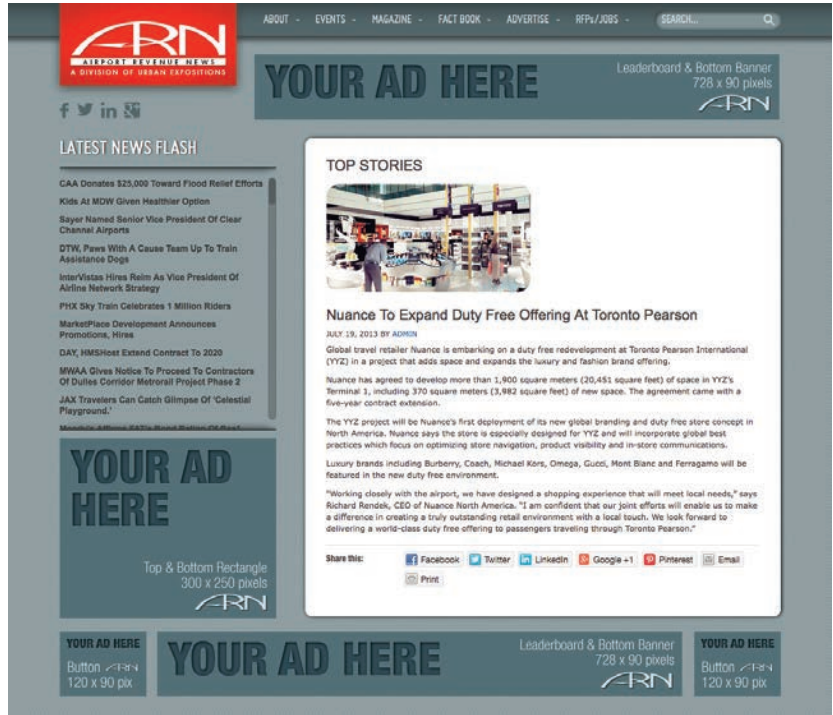 ABOUT
EVENTS
MAGAZINE
FACT BOOK
ADVERTISE
RFPs/JOBS
SEARCH...
ARN
AIRPORT REVENUE NEWS
A DIVISION OF URBAN EXPOSITIONS
YOUR AD HERE
Leaderboard & Bottom Banner
728 x 90 pixels
ARN
LATEST NEWS FLASH
CAA Donates $25,000 Toward Flood Relief Efforts
Kids At MDW Given Healthier Option
Sayer Named Senior Vice President Of Clear
Channel Airports
DTW, Paws With A Cause Team Up To Train
Assistance Dogs
InterVistas Hires Reim As Vice President Of
Airline Network Strategy
PHX Sky Train Celebrates 1 Million Riders
MarketPlace Development Announces
Promotions, Hires
DAY, HMSHost Extend Contract To 2020
MWAA Gives Notice To Proceed To Contractors
Of Dulles Corridor Metrorail Project Phase 2
JAX Travelers Can Catch Glimpse Of 'Celestial
Playground.'
TOP STORIES
Nuance To Expand Duty Free Offering At Toronto Pearson
JULY 19, 2013 BY ADMIN
Global travel retailer Nuance is embarking on a duty free redevelopment at Toronto Pearson International
(YYZ) in a project that adds space and expands the luxury and fashion brand offering.
Nuance has agreed to develop more than 1,900 square meters (20,451 square feet) of space in YYZ's
Terminal 1, including 370 square meters (3,982 square feet) of new space. The agreement came with a
five-year contract extension.
The YYZ project will be Nuance's first deployment of its new global branding and duty free store concept in
North America. Nuance says the store is especially designed for YYZ and will incorporate global best
practices which focus on optimizing store navigation, product visibility and in-store communications.
Luxury brands including Burberry, Coach, Michael Kors, Omega, Gucci, Mont Blanc and Ferragamo will be
featured in the new duty free environment.
"Working closely with the airport, we have designed a shopping experience that will meet local needs," says
Richard Rendek, CEO of Nuance North America. "I am confident that our joint efforts will enable us to make
a difference in creating a truly outstanding retail environment with a local touch. We look forward to
delivering a world-class duty free offering to passengers traveling through Toronto Pearson."
Share this:
Facebook
Twitter
LinkedIn
Google +1
Pinterest
Email
Print
YOUR AD
HERE
Top & Bottom Rectangle
300 x 250 pixels
ARN
YOUR AD HERE
Button ARN
120 x 90 pix
YOUR AD HERE
Leaderboard & Bottom Banner
728 x 90 pixels
ARN
YOUR AD HERE
Button ARN
120 x 90 pix